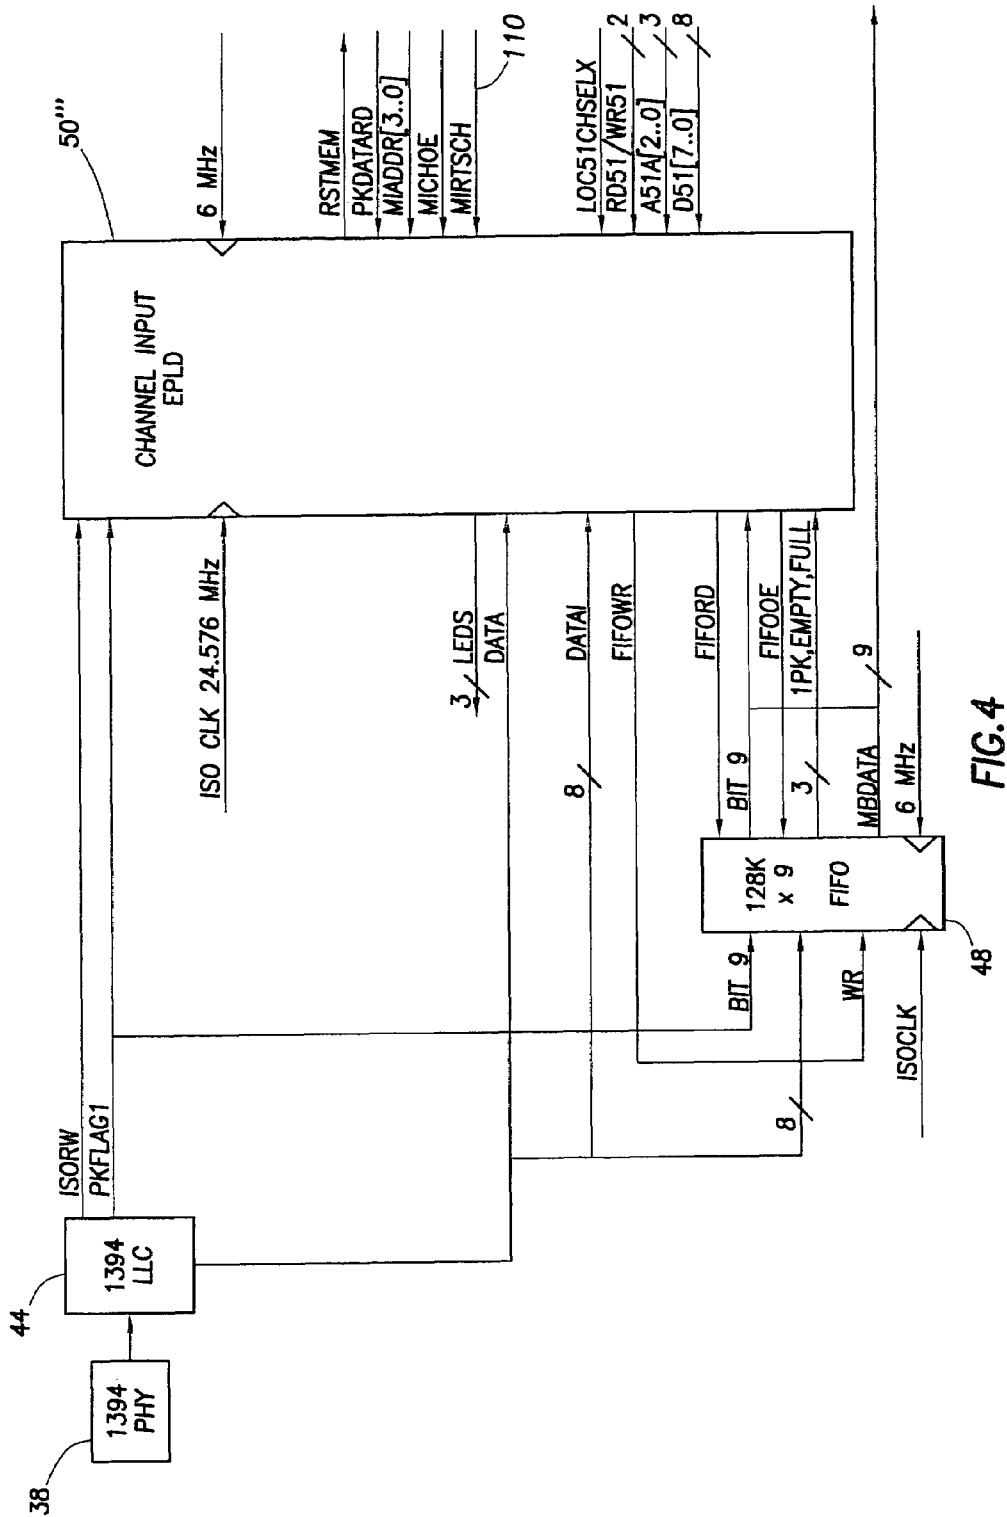 38
1394
PHY
44
1394
LLC
ISORW
PKFLAG1
ISO CLK 24.576 MHz
3
LEDS
DATA
8
DATAI
FIFOWR
FIFORD
BIT 9
FIFOOE
3
1PK,EMPTY,FULL
MBDATA
9
6 MHz
BIT 9
8
WR
ISOCLK
128K
x 9
FIFO
48
CHANNEL INPUT
EPLD
50'''
6 MHz
RSTMEM
PKDATARD
MIADDR[3..0]
MICHOE
MIRTSCH
110
LOC51CHSELX
RD51/WR51
2
A51A[2..0]
3
D51[7..0]
8
FIG.4